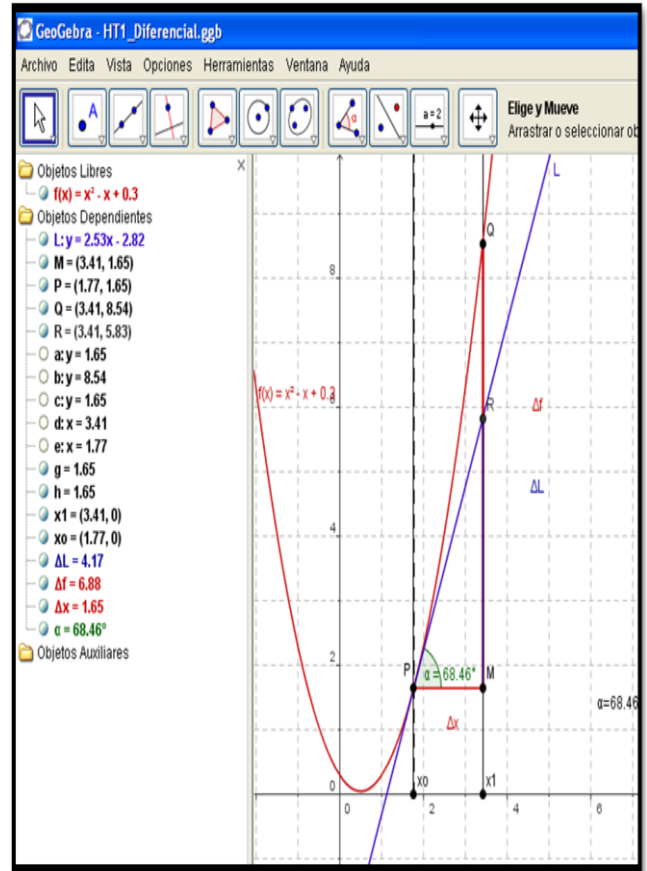 GeoGebra - HT1_Diferencial.ggb
Archivo Edita Vista Opciones Herramientas Ventana Ayuda
A
α
a=2
Elige y Mueve
Arrastrar o seleccionar ob
Objetos Libres
x
f(x) = x² - x + 0.3
Objetos Dependientes
L: y = 2.53x - 2.82
M = (3.41, 1.65)
P = (1.77, 1.65)
Q = (3.41, 8.54)
R = (3.41, 5.83)
a: y = 1.65
b: y = 8.54
c: y = 1.65
d: x = 3.41
e: x = 1.77
g = 1.65
h = 1.65
x1 = (3.41, 0)
xo = (1.77, 0)
ΔL = 4.17
Δf = 6.88
Δx = 1.65
α = 68.46°
Objetos Auxiliares
L
Q
8
f(x) = x² - x + 0.3
6
R
Δf
ΔL
4
2
P
α = 68.46°
M
α=68.46
Δx
0
xo
x1
0
2
4
6